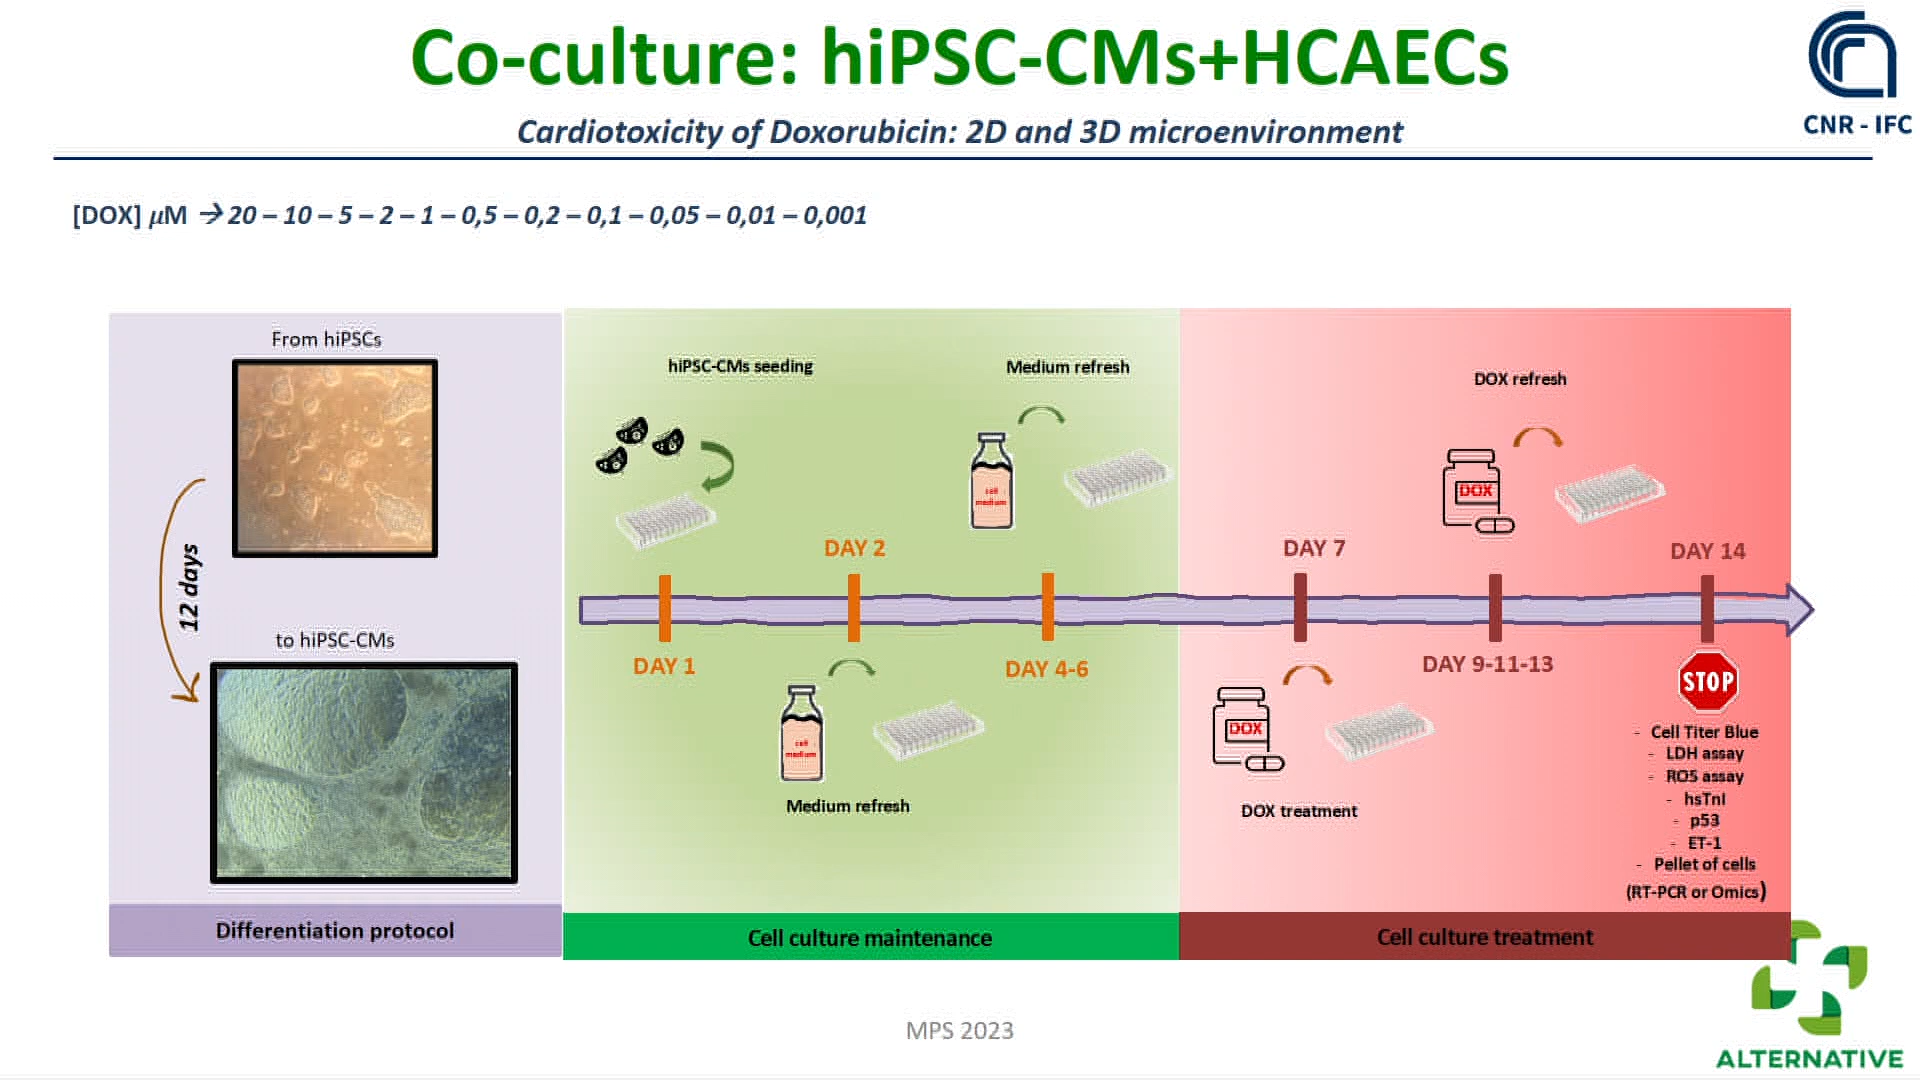 Co-culture: hiPSC-CMs+HCAECs
CNR - IFC
Cardiotoxicity of Doxorubicin: 2D and 3D microenvironment
[DOX] μM → 20 – 10 – 5 – 2 – 1 – 0,5 – 0,2 – 0,1 – 0,05 – 0,01 – 0,001
From hiPSCs
12 days
to hiPSC-CMs
Differentiation protocol
hiPSC-CMs seeding
Medium refresh
cell
medium
DAY 2
DAY 1
DAY 4-6
cell
medium
Medium refresh
Cell culture maintenance
DOX refresh
DOX
DAY 7
DAY 14
DAY 9-11-13
DOX
DOX treatment
STOP
- Cell Titer Blue
- LDH assay
- ROS assay
- hsTnI
- p53
- ET-1
- Pellet of cells
(RT-PCR or Omics)
Cell culture treatment
MPS 2023
ALTERNATIVE